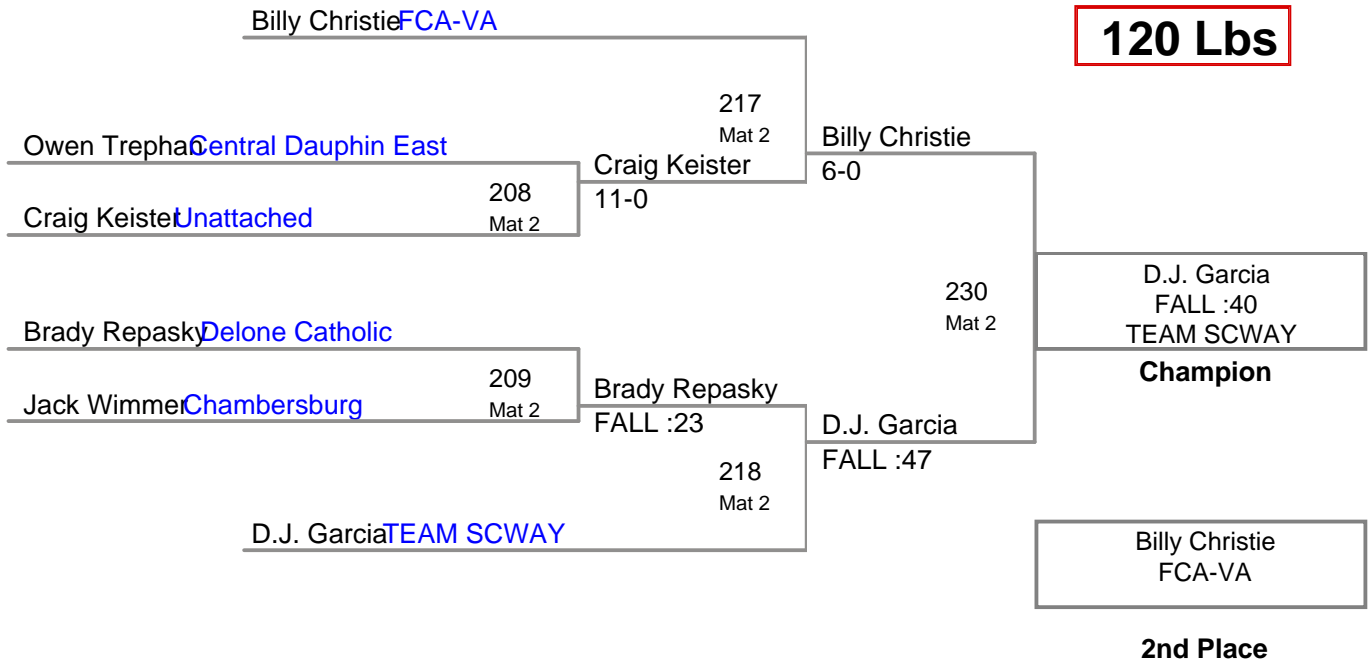 Billy Christie FCA-VA
120 Lbs
217
Mat 2
Owen Trephan Central Dauphin East
Billy Christie
6-0
Craig Keister
11-0
208
Mat 2
Craig Keister Unattached
D.J. Garcia
FALL :40
TEAM SCWAY
Champion
230
Mat 2
Brady Repasky Delone Catholic
209
Mat 2
Jack Wimmer Chambersburg
Brady Repasky
FALL :23
D.J. Garcia
FALL :47
218
Mat 2
D.J. Garcia TEAM SCWAY
Billy Christie
FCA-VA
2nd Place